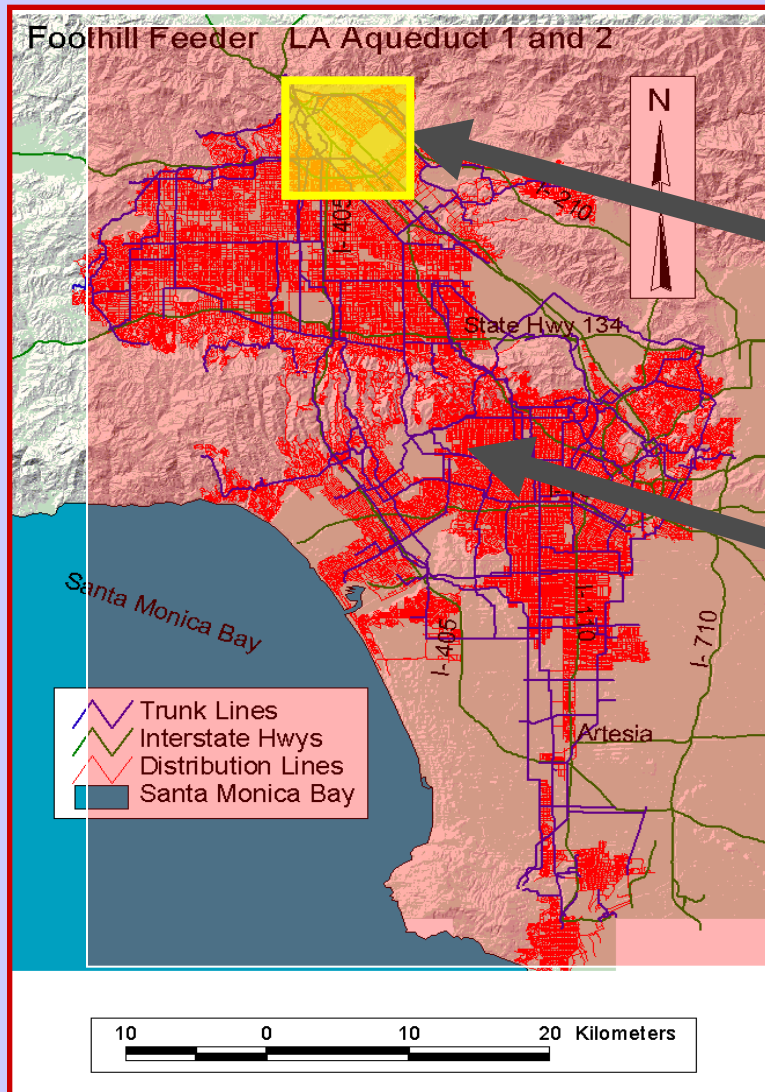 Foothill Feeder LA Aqueduct 1 and 2
N
I- 405
I- 210
State Hwy 134
Santa Monica Bay
I- 110
I- 405
I- 710
Trunk Lines
Interstate Hwys
Distribution Lines
Santa Monica Bay
Artesia
10 0 10 20 Kilometers